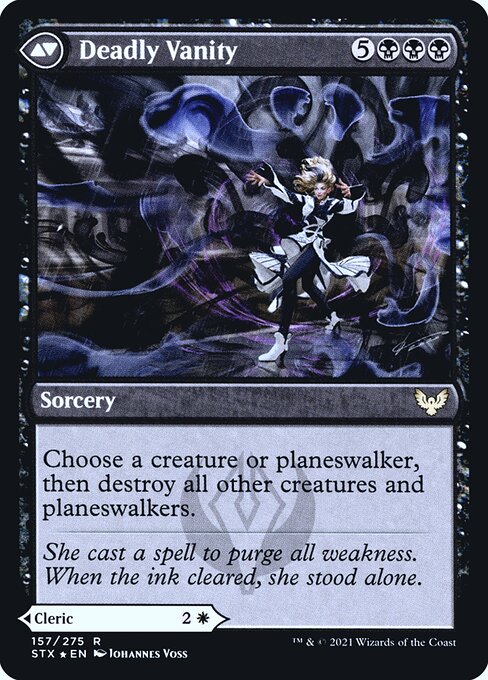 Deadly Vanity 5
Sorcery
Choose a creature or planeswalker,
then destroy all other creatures and
planeswalkers.
She cast a spell to purge all weakness.
When the ink cleared, she stood alone.
Cleric 2
157/275 R
STX ★ EN Johannes Voss
™ & © 2021 Wizards of the Coast